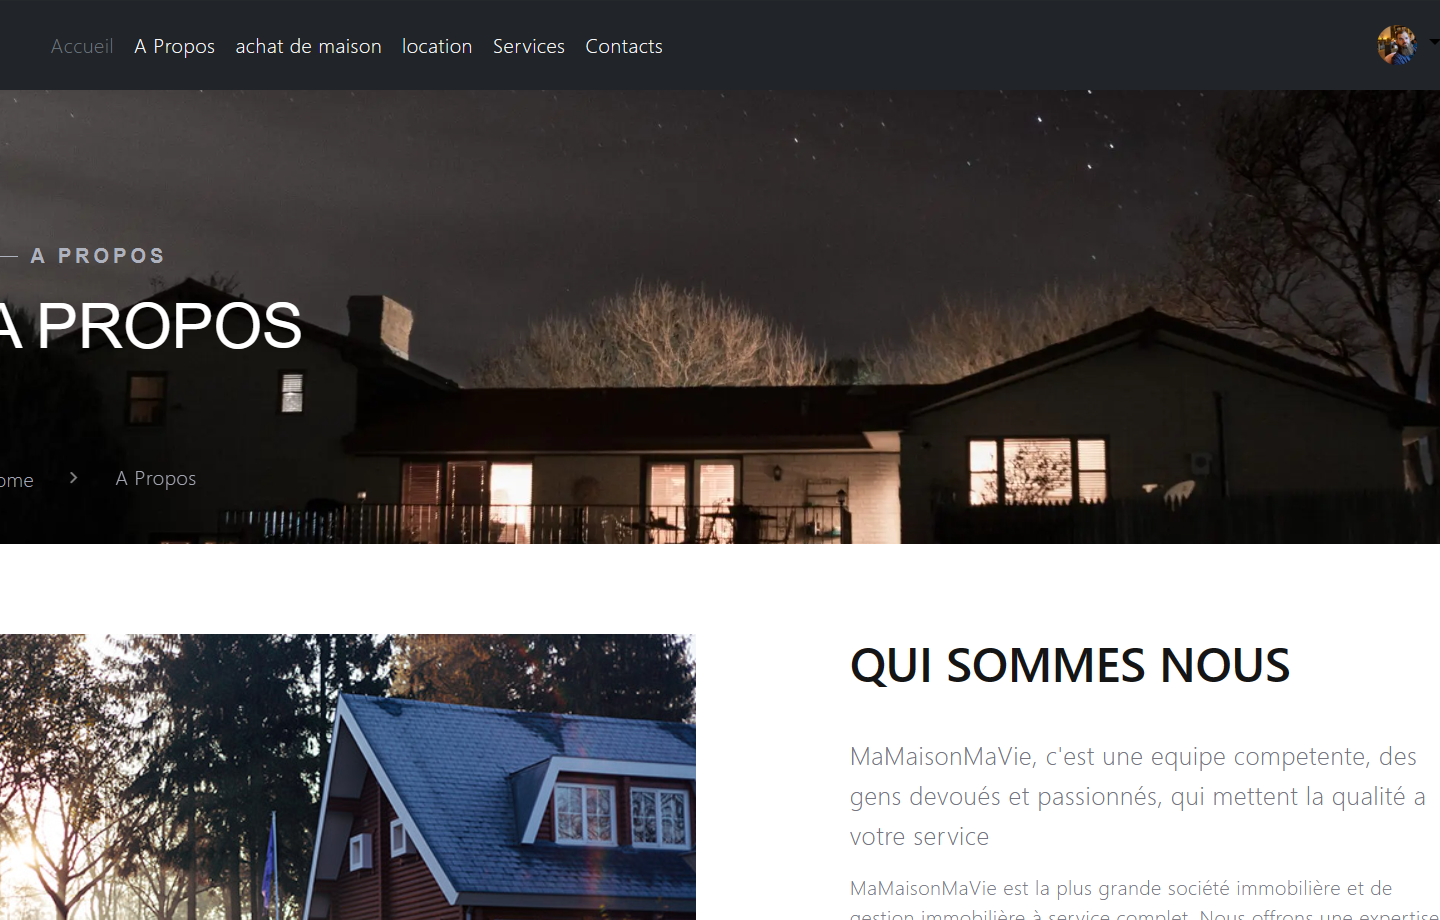 Accueil A Propos achat de maison location Services Contacts
A PROPOS
A PROPOS
ome > A Propos
QUI SOMMES NOUS
MaMaisonMaVie, c'est une equipe competente, des
gens devoués et passionnés, qui mettent la qualité a
votre service
MaMaisonMaVie est la plus grande société immobilière et de
gestion immobilière à service complet. Nous offrons une expertise